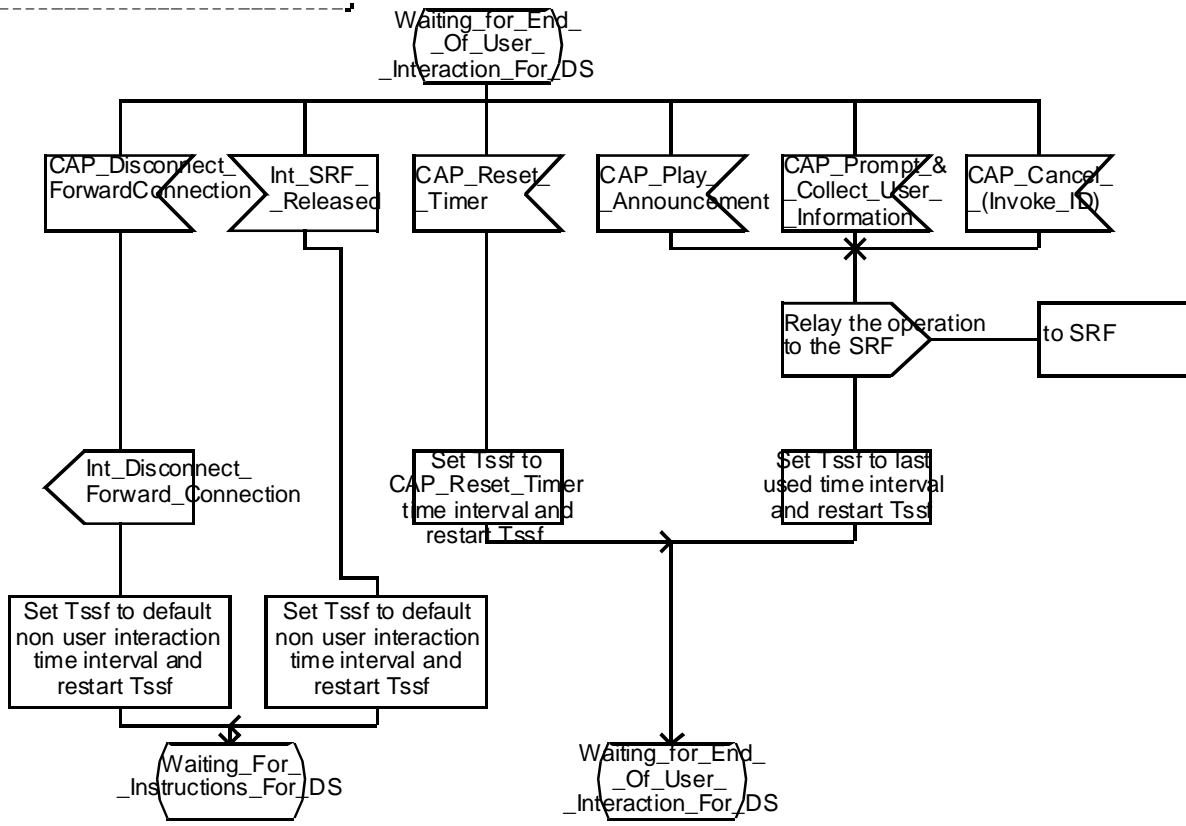 Waiting_for_End_
_Of_User_
_Interaction_For_DS
CAP_Disconnect_
ForwardConnection
Int_SRF_
_Released
CAP_Reset_
_Timer
CAP_Play_
_Announcement
CAP_Prompt_&
_Collect_User_
_Information
CAP_Cancel_
_(Invoke_ID)
Relay the operation
to the SRF
to SRF
Int_Disconnect_
Forward_Connection
Set Tssf to
CAP_Reset_Timer
time interval and
restart Tssf
Set Tssf to last
used time interval
and restart Tssf
Set Tssf to default
non user interaction
time interval and
restart Tssf
Set Tssf to default
non user interaction
time interval and
restart Tssf
Waiting_For_
_Instructions_For_DS
Waiting_for_End_
_Of_User_
_Interaction_For_DS